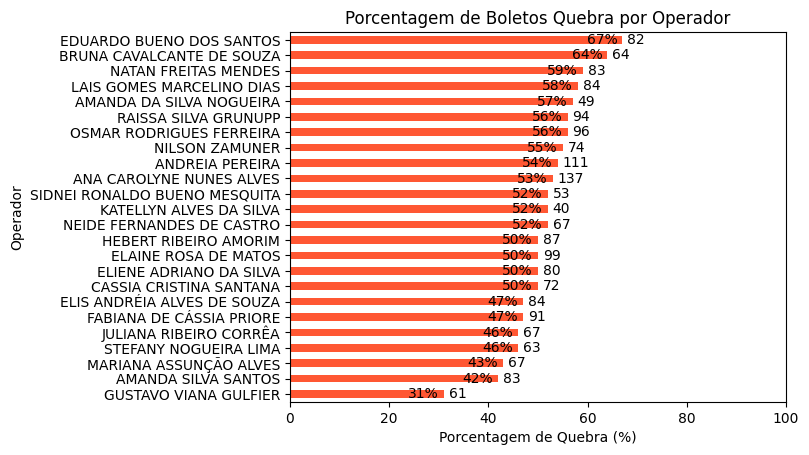 Porcentagem de Boletos Quebra por Operador
EDUARDO BUENO DOS SANTOS 67% 82
BRUNA CAVALCANTE DE SOUZA 64% 64
NATAN FREITAS MENDES 59% 83
LAIS GOMES MARCELINO DIAS 58% 84
AMANDA DA SILVA NOGUEIRA 57% 49
RAISSA SILVA GRUNUPP 56% 94
OSMAR RODRIGUES FERREIRA 56% 96
NILSON ZAMUNER 55% 74
ANDREIA PEREIRA 54% 111
ANA CAROLYNE NUNES ALVES 53% 137
SIDNEI RONALDO BUENO MESQUITA 52% 53
KATELLYN ALVES DA SILVA 52% 40
NEIDE FERNANDES DE CASTRO 52% 67
HEBERT RIBEIRO AMORIM 50% 87
ELAINE ROSA DE MATOS 50% 99
ELIENE ADRIANO DA SILVA 50% 80
CASSIA CRISTINA SANTANA 50% 72
ELIS ANDRÉIA ALVES DE SOUZA 47% 84
FABIANA DE CÁSSIA PRIORE 47% 91
JULIANA RIBEIRO CORRÊA 46% 67
STEFANY NOGUEIRA LIMA 46% 63
MARIANA ASSUNÇÃO ALVES 43% 67
AMANDA SILVA SANTOS 42% 83
GUSTAVO VIANA GULFIER 31% 61
Operador
0 20 40 60 80 100
Porcentagem de Quebra (%)